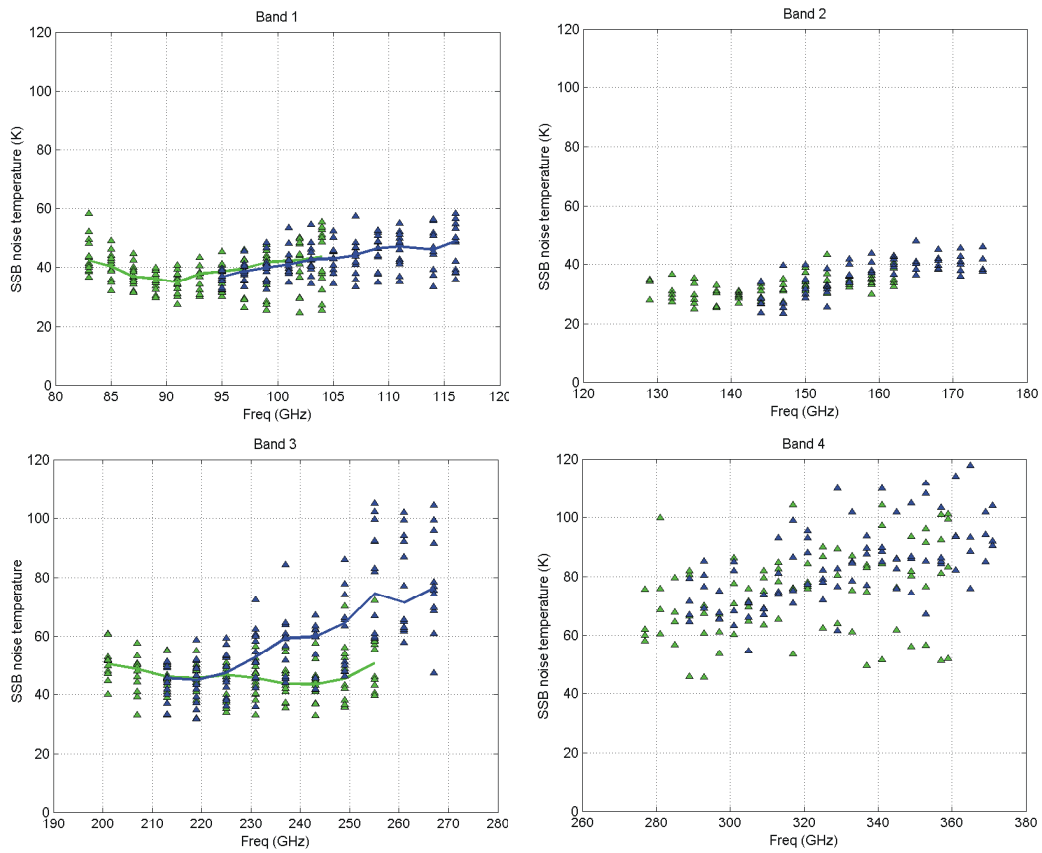 Band 1
SSB noise temperature (K)
120
100
80
60
40
20
0
80 85 90 95 100 105 110 115 120
Freq (GHz)
Band 2
SSB noise temperature (K)
120
100
80
60
40
20
0
120 130 140 150 160 170 180
Freq (GHz)
Band 3
SSB noise temperature
120
100
80
60
40
20
0
190 200 210 220 230 240 250 260 270 280
Freq (GHz)
Band 4
SSB noise temperature (K)
120
100
80
60
40
20
0
260 280 300 320 340 360 380
Freq (GHz)